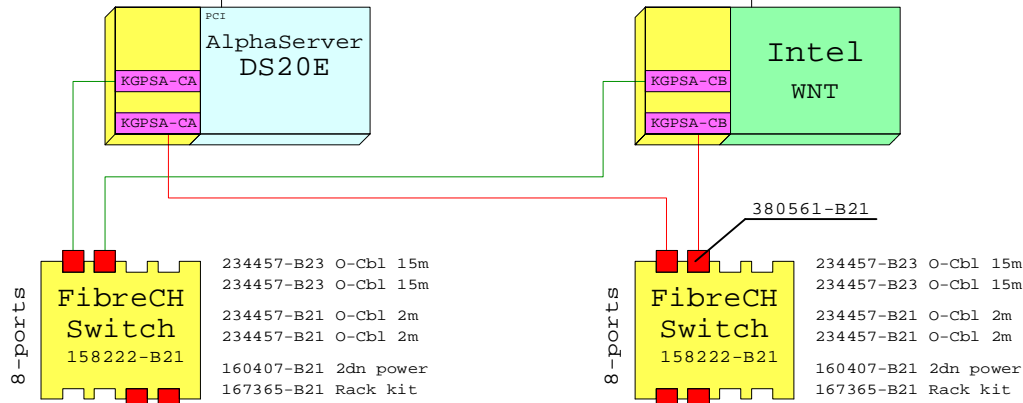 PCI
AlphaServer
DS20E
KGPSA-CA
KGPSA-CA
Intel
WNT
KGPSA-CB
KGPSA-CB
380561-B21
8-ports
FibreCH
Switch
158222-B21
234457-B23 O-Cbl 15m
234457-B23 O-Cbl 15m
234457-B21 O-Cbl 2m
234457-B21 O-Cbl 2m
160407-B21 2dn power
167365-B21 Rack kit
8-ports
FibreCH
Switch
158222-B21
234457-B23 O-Cbl 15m
234457-B23 O-Cbl 15m
234457-B21 O-Cbl 2m
234457-B21 O-Cbl 2m
160407-B21 2dn power
167365-B21 Rack kit